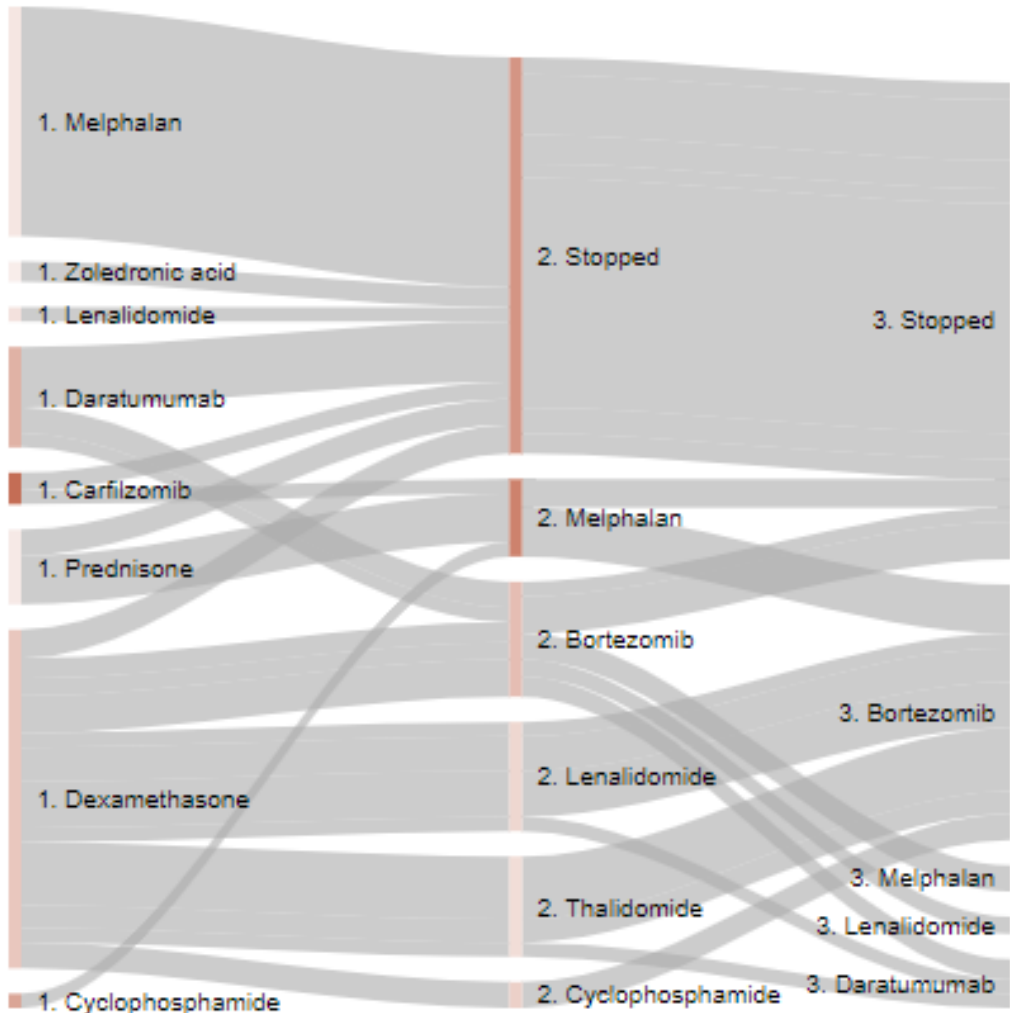 1. Melphalan
1. Zoledronic acid
1. Lenalidomide
1. Daratumumab
1. Carfilzomib
1. Prednisone
1. Dexamethasone
1. Cyclophosphamide
2. Stopped
2. Melphalan
2. Bortezomib
2. Lenalidomide
2. Thalidomide
2. Cyclophosphamide
3. Stopped
3. Bortezomib
3. Melphalan
3. Lenalidomide
3. Daratumumab